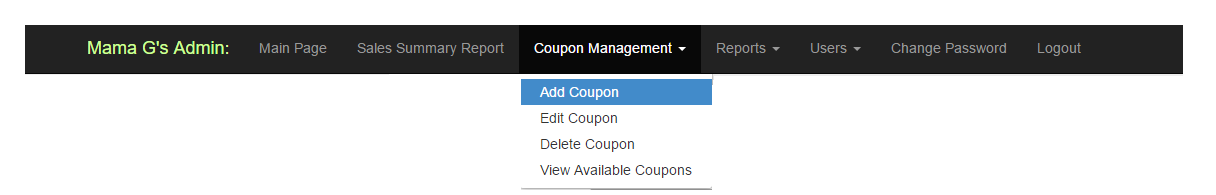 Mama G's Admin: Main Page Sales Summary Report Coupon Management Reports Users Change Password Logout
Add Coupon
Edit Coupon
Delete Coupon
View Available Coupons